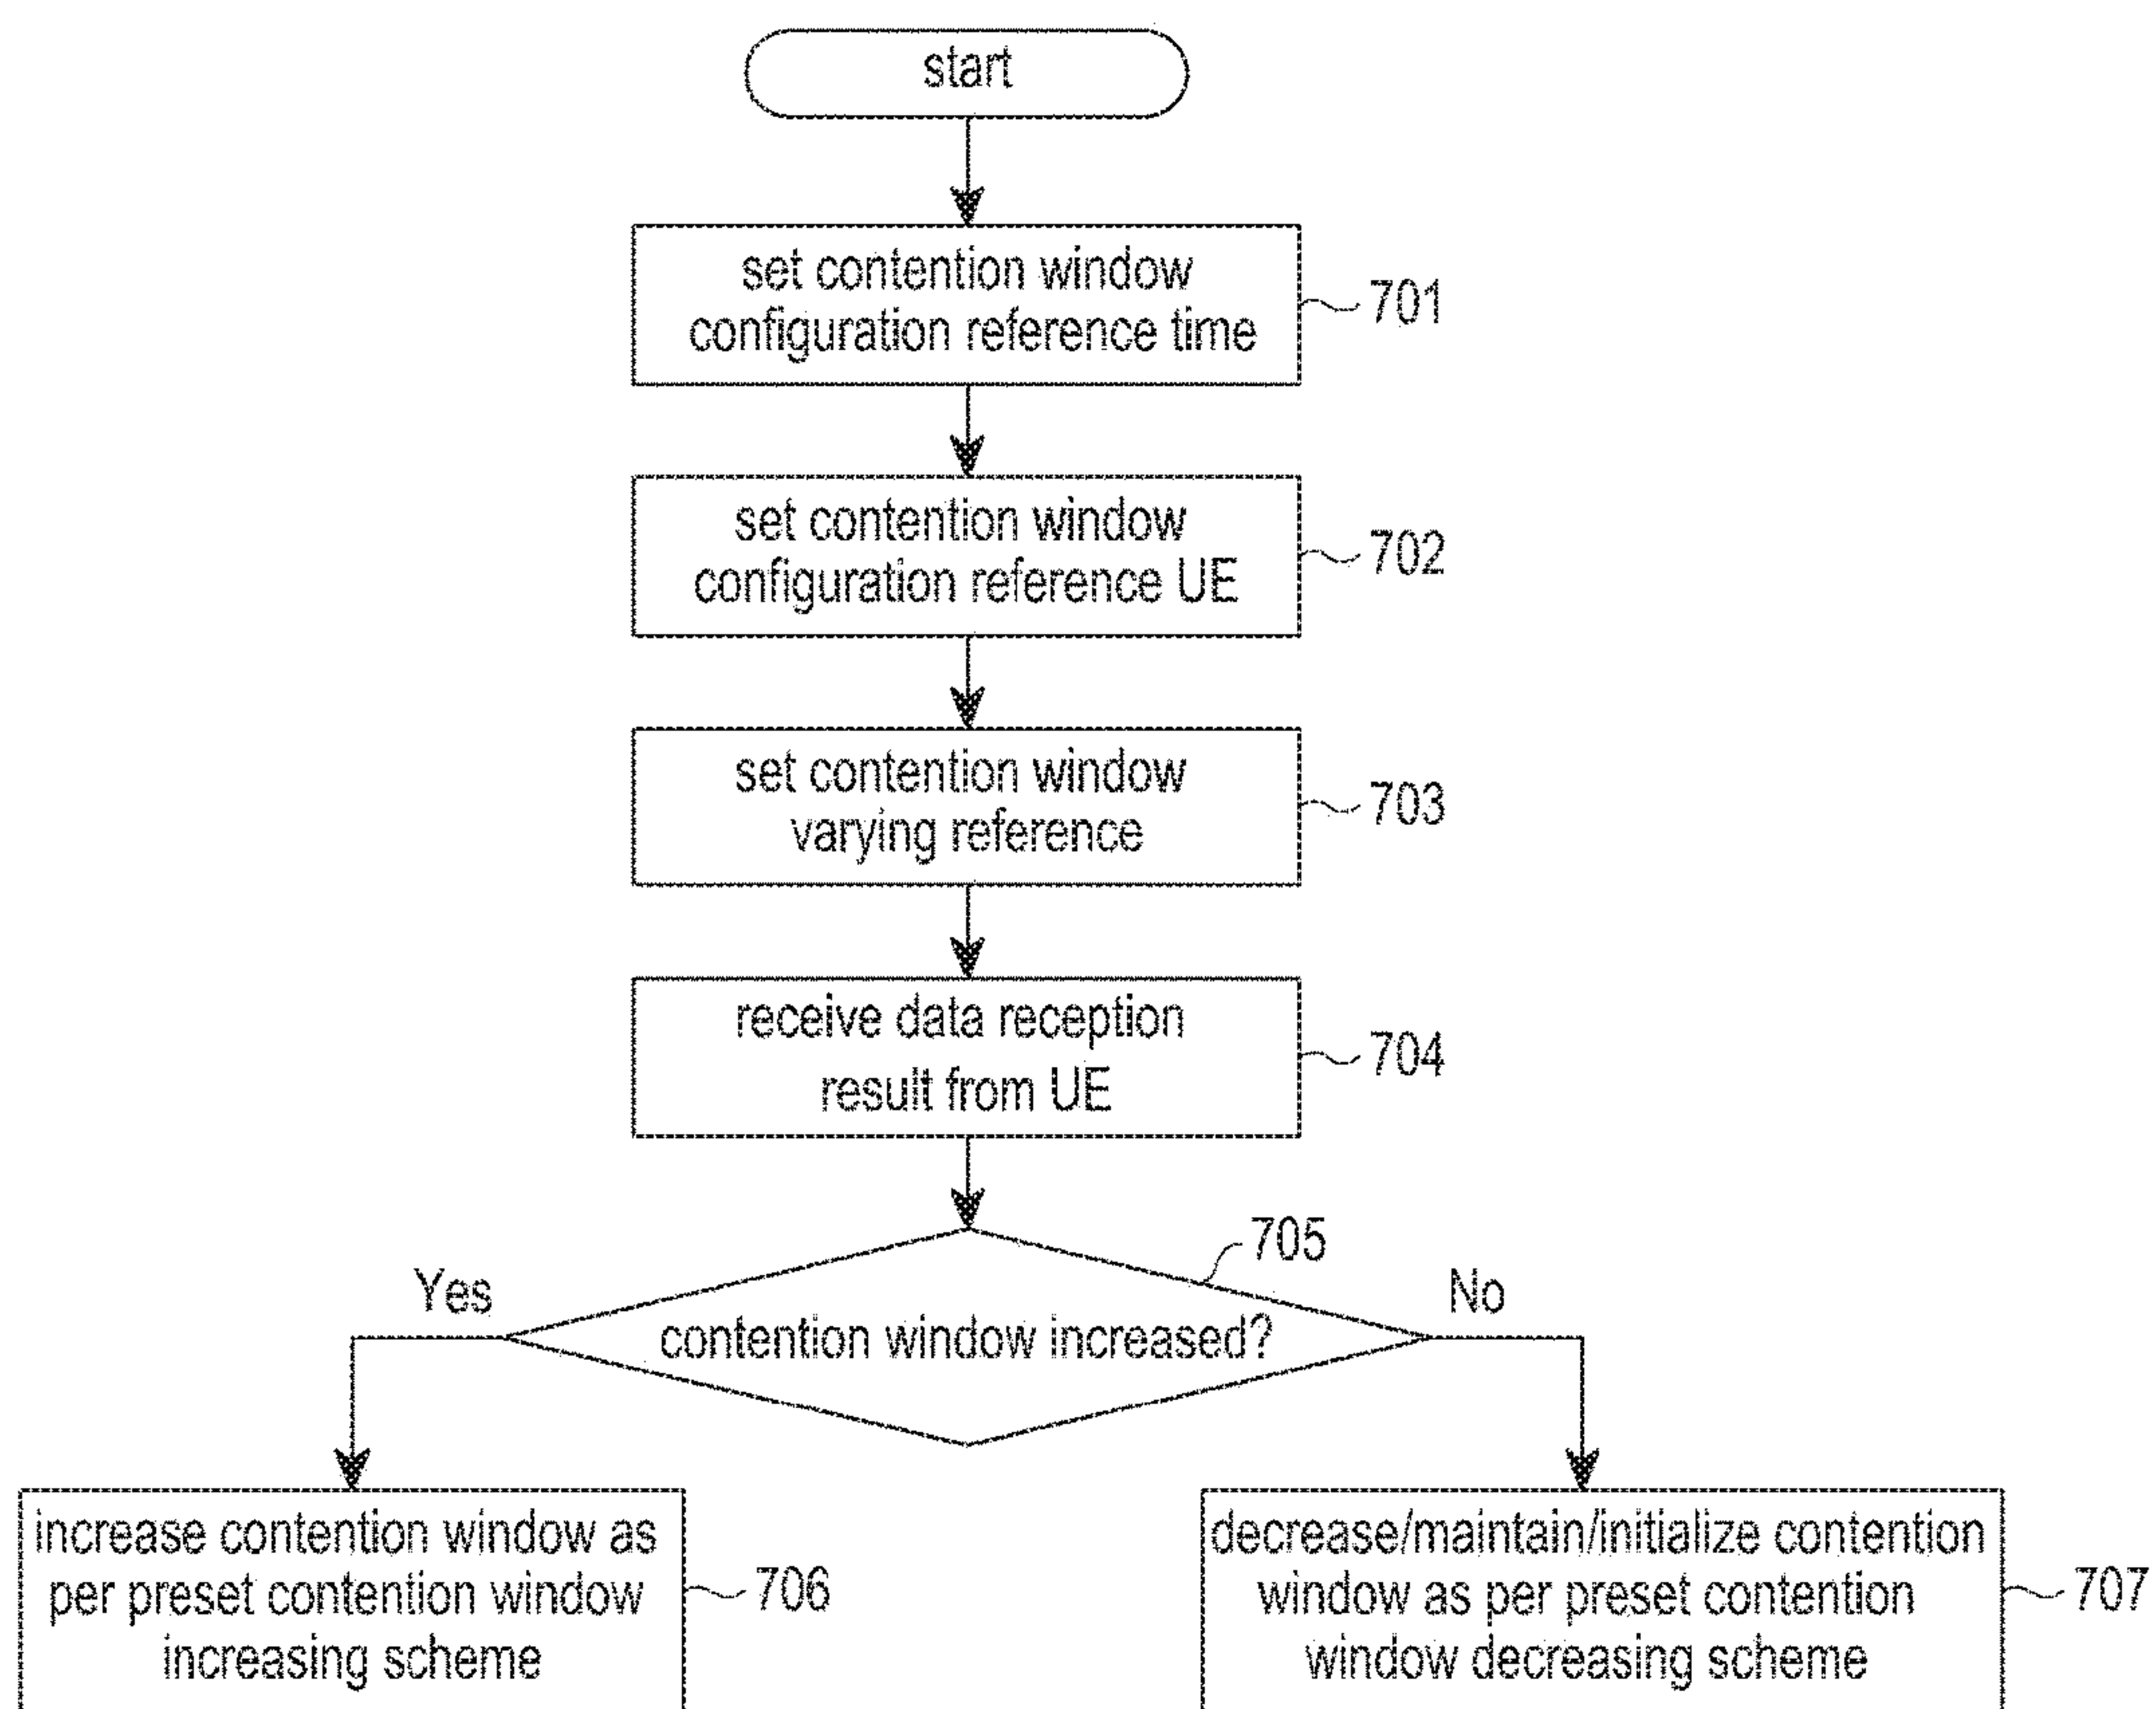 start
set contention window
configuration reference time
701
set contention window
configuration reference UE
702
set contention window
varying reference
703
receive data reception
result from UE
704
705
Yes
No
contention window increased?
increase contention window as
per preset contention window
increasing scheme
706
decrease/maintain/initialize contention
window as per preset contention
window decreasing scheme
707